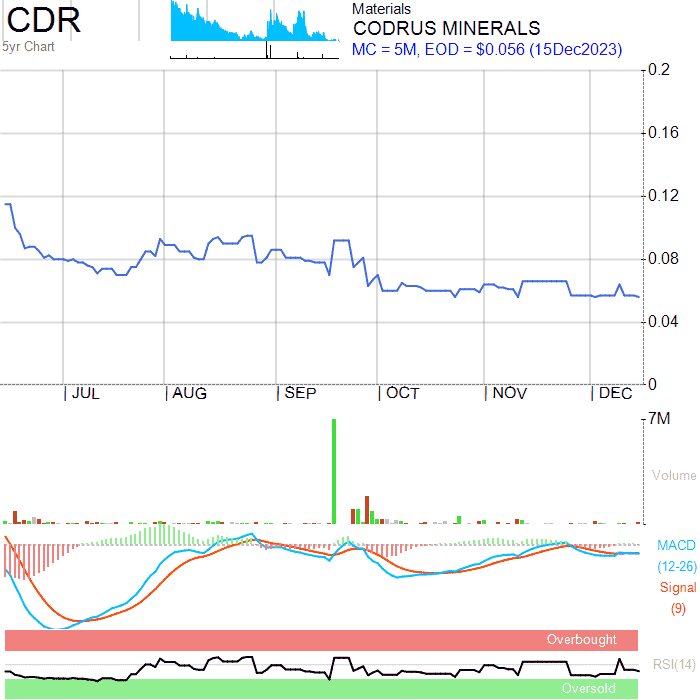 CDR
5yr Chart
Materials
CODRUS MINERALS
MC = 5M, EOD = $0.056 (15Dec2023)
0.2
0.16
0.12
0.08
0.04
0
JUL AUG SEP OCT NOV DEC
7M
Volume
MACD
(12-26)
Signal
(9)
Overbought
RSI(14)
Oversold